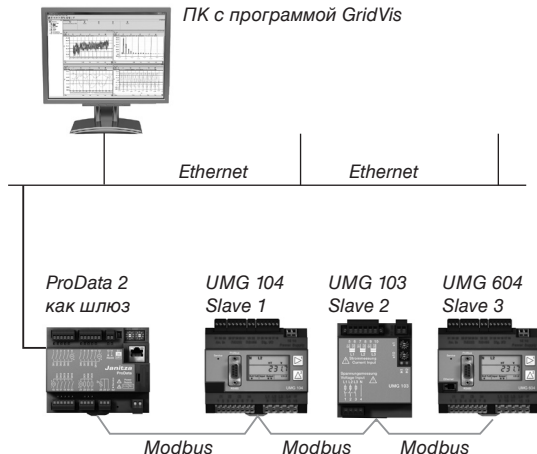 ПК с программой GridVis
Ethernet
Ethernet
ProData 2
как шлюз
UMG 104
Slave 1
UMG 103
Slave 2
UMG 604
Slave 3
Janitza
Modbus
Modbus
Modbus